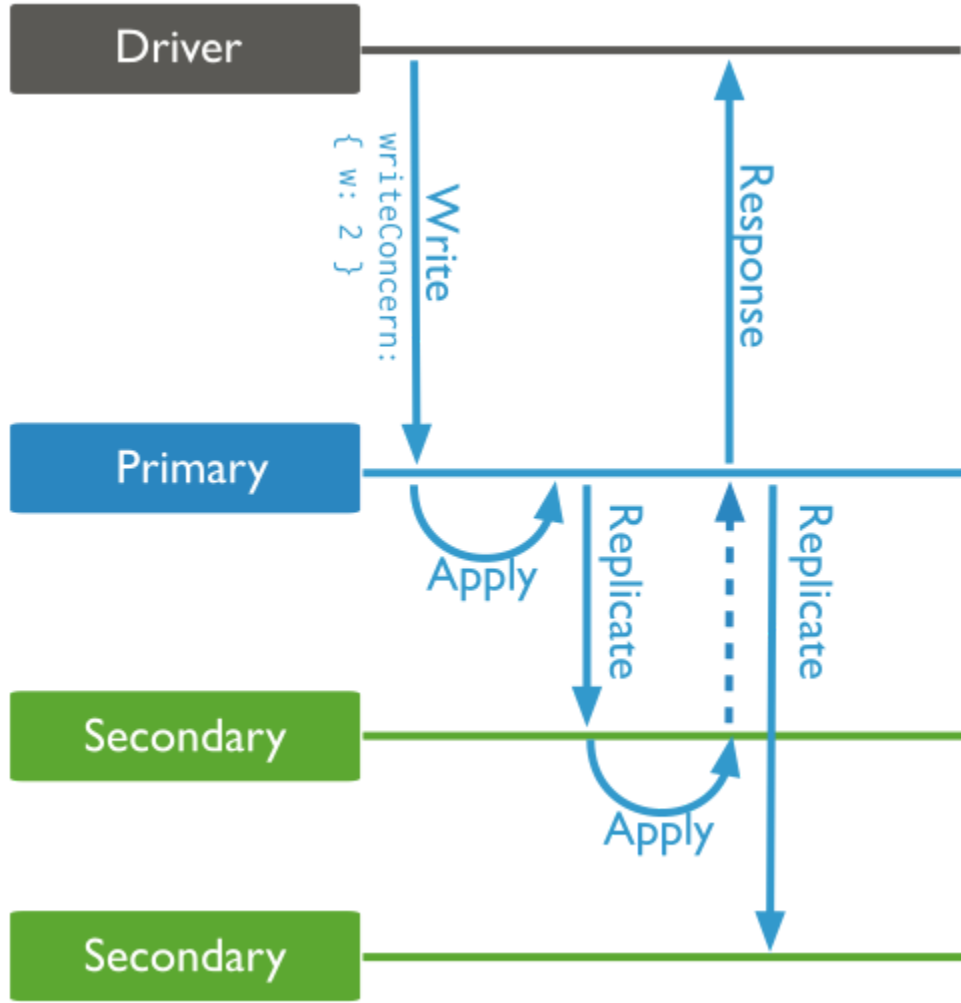 Driver
Write
writeConcern:
{ w: 2 }
Response
Primary
Apply
Replicate
Replicate
Secondary
Apply
Secondary